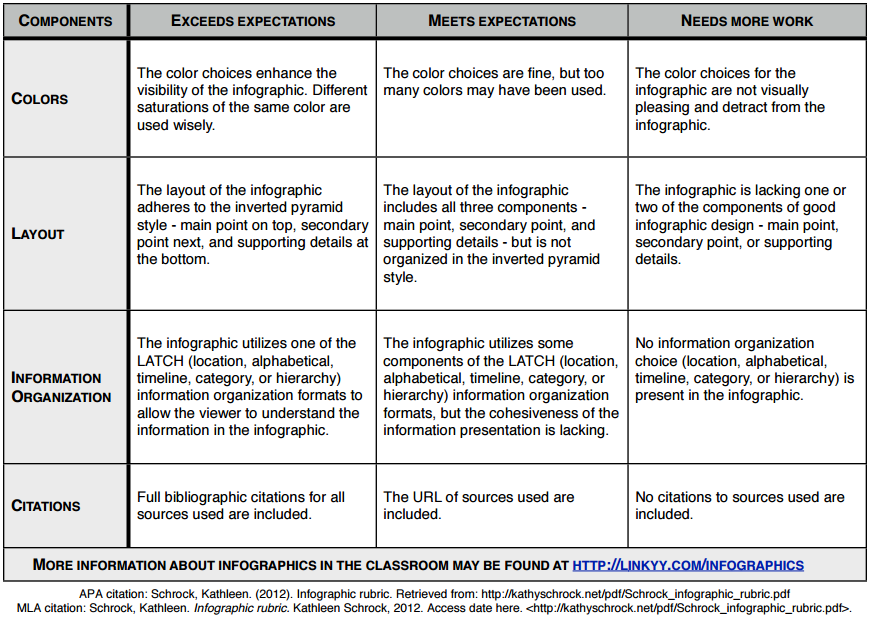 COMPONENTS EXCEEDS EXPECTATIONS MEETS EXPECTATIONS NEEDS MORE WORK
COLORS
The color choices enhance the
visibility of the infographic. Different
saturations of the same color are
used wisely.
The color choices are fine, but too
many colors may have been used.
The color choices for the
infographic are not visually
pleasing and detract from the
infographic.
LAYOUT
The layout of the infographic
adheres to the inverted pyramid
style - main point on top, secondary
point next, and supporting details at
the bottom.
The layout of the infographic
includes all three components -
main point, secondary point, and
supporting details - but is not
organized in the inverted pyramid
style.
The infographic is lacking one or
two of the components of good
infographic design - main point,
secondary point, or supporting
details.
INFORMATION
ORGANIZATION
The infographic utilizes one of the
LATCH (location, alphabetical,
timeline, category, or hierarchy)
information organization formats to
allow the viewer to understand the
information in the infographic.
The infographic utilizes some
components of the LATCH (location,
alphabetical, timeline, category, or
hierarchy) information organization
formats, but the cohesiveness of the
information presentation is lacking.
No information organization
choice (location, alphabetical,
timeline, category, or hierarchy) is
present in the infographic.
CITATIONS
Full bibliographic citations for all
sources used are included.
The URL of sources used are
included.
No citations to sources used are
included.
MORE INFORMATION ABOUT INFOGRAPHICS IN THE CLASSROOM MAY BE FOUND AT HTTP://LINKYY.COM/INFOGRAPHICS
APA citation: Schrock, Kathleen. (2012). Infographic rubric. Retrieved from: http://kathyschrock.net/pdf/Schrock_infographic_rubric.pdf
MLA citation: Schrock, Kathleen. Infographic rubric. Kathleen Schrock, 2012. Access date here. <http://kathyschrock.net/pdf/Schrock_infographic_rubric.pdf>.